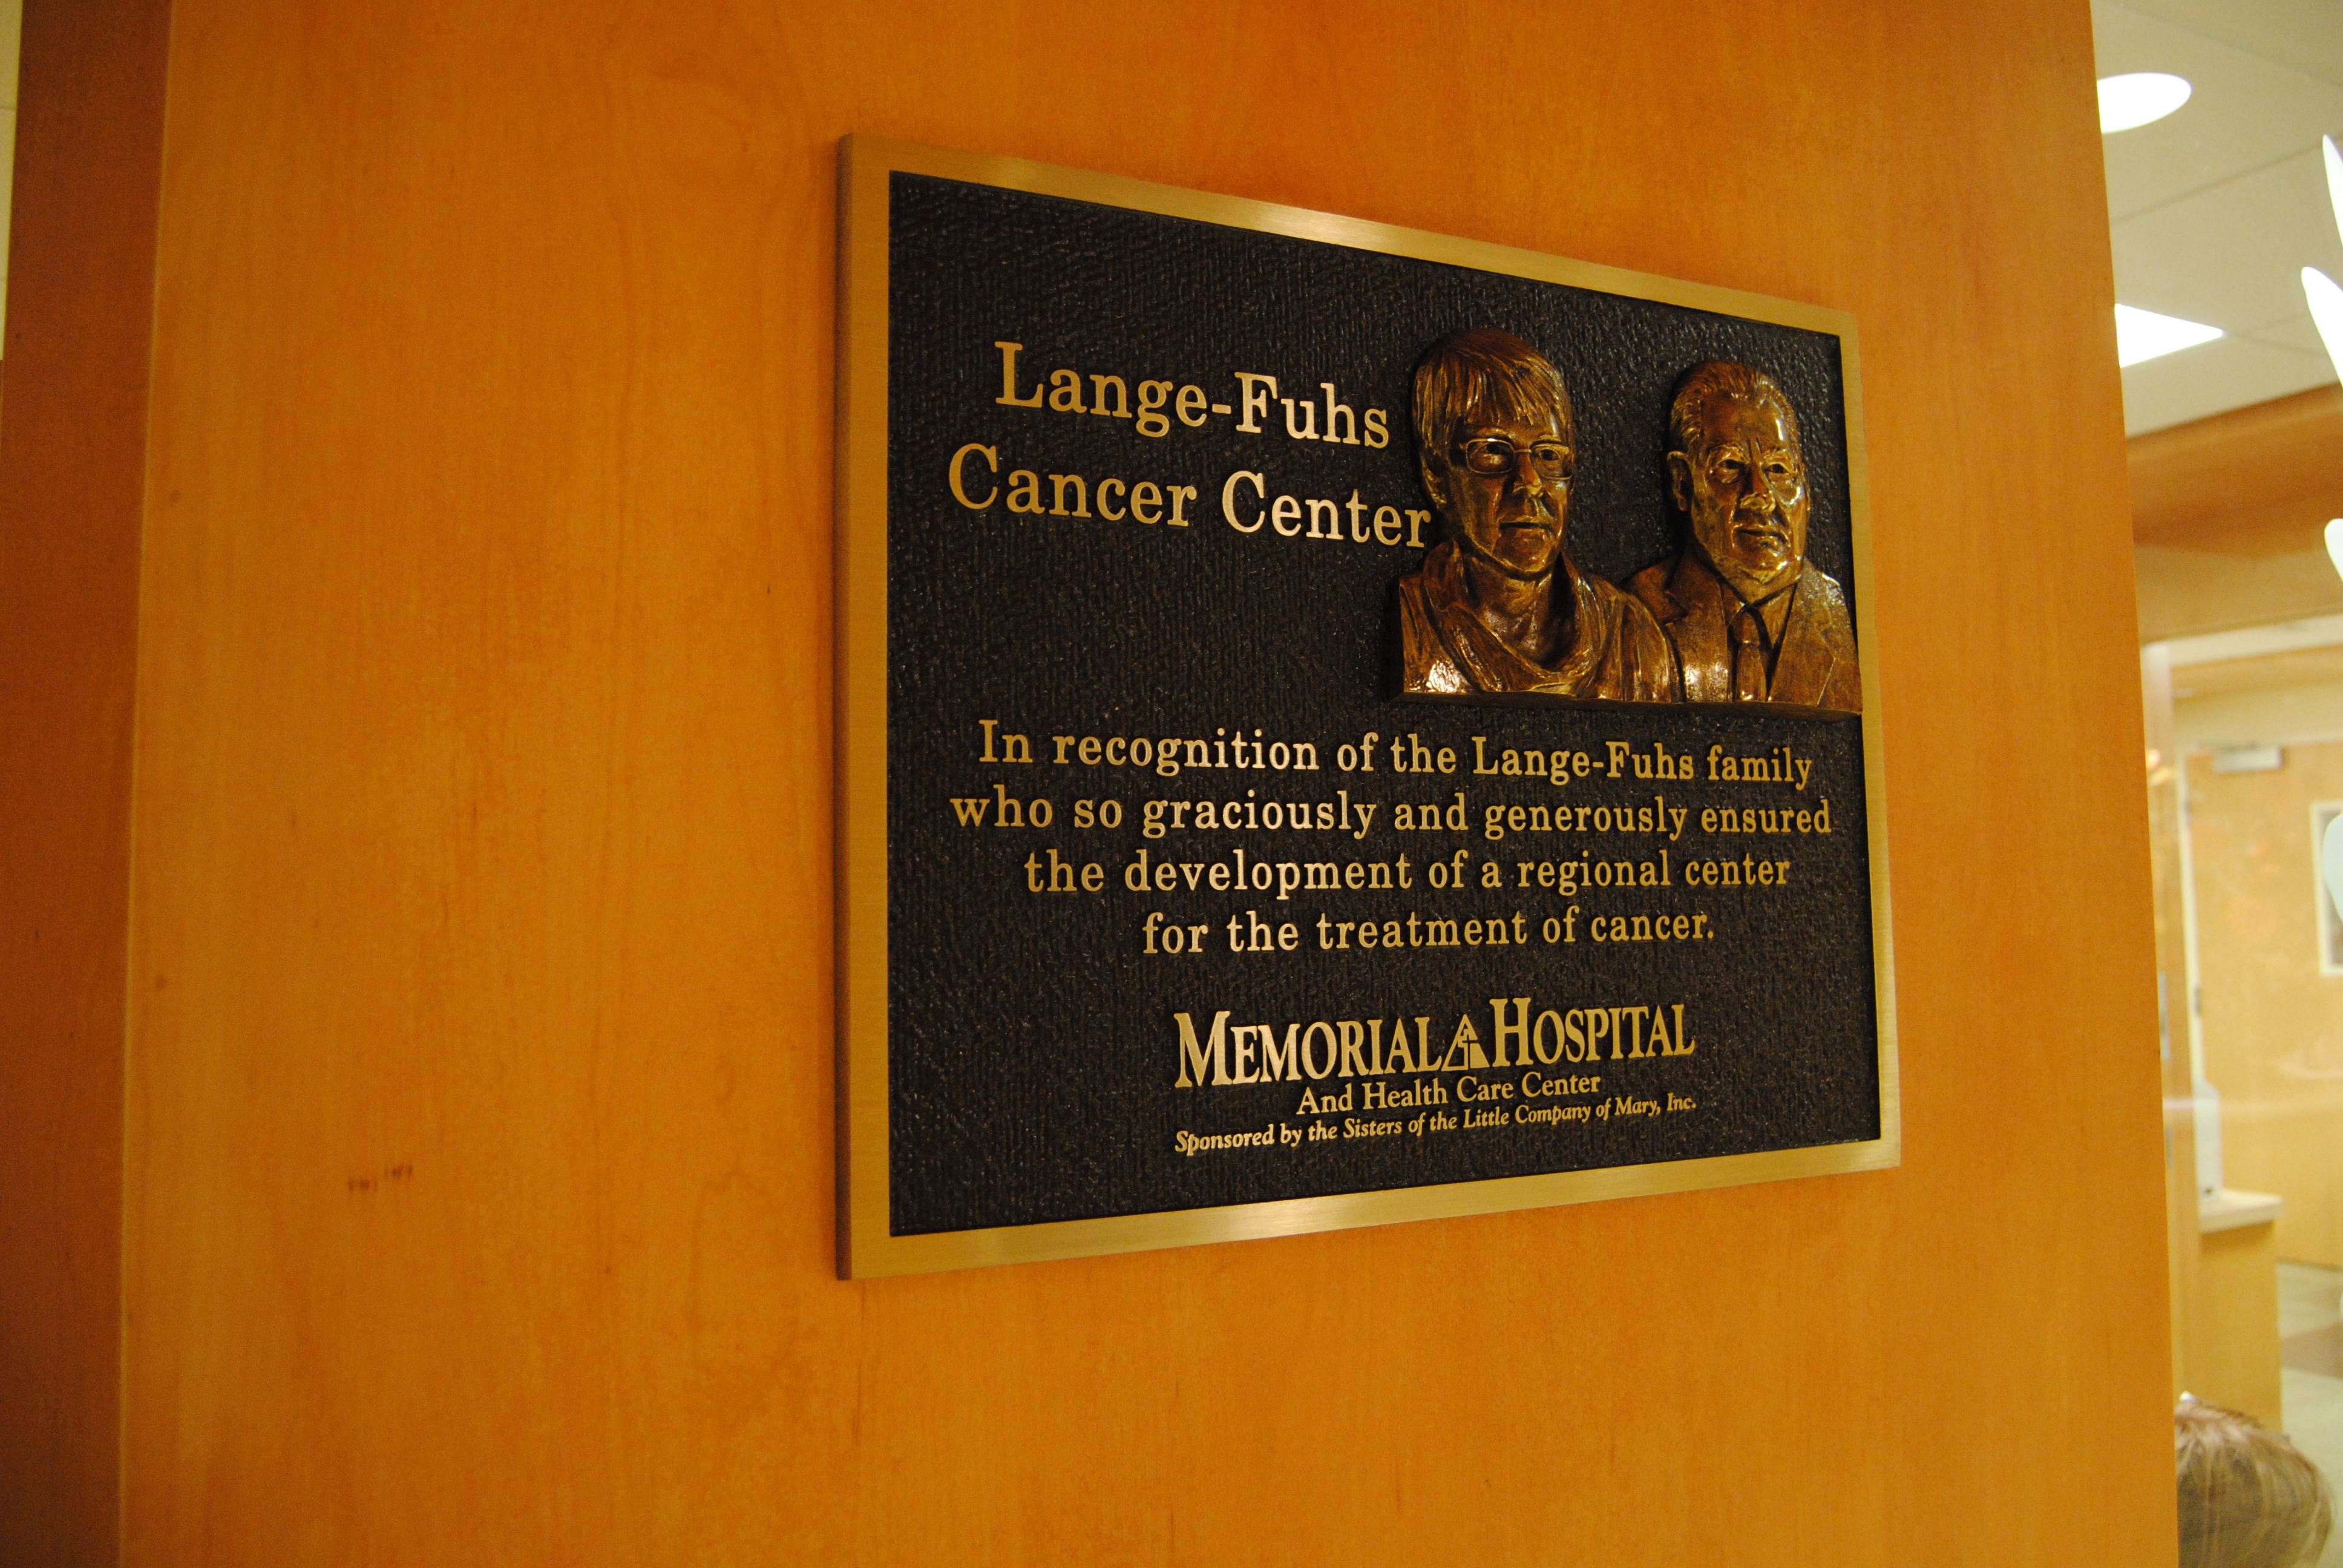 Lange-Fuhs
Cancer Center
In recognition of the Lange-Fuhs family
who so graciously and generously ensured
the development of a regional center
for the treatment of cancer.
MEMORIAL HOSPITAL
And Health Care Center
Sponsored by the Sisters of the Little Company of Mary, Inc.